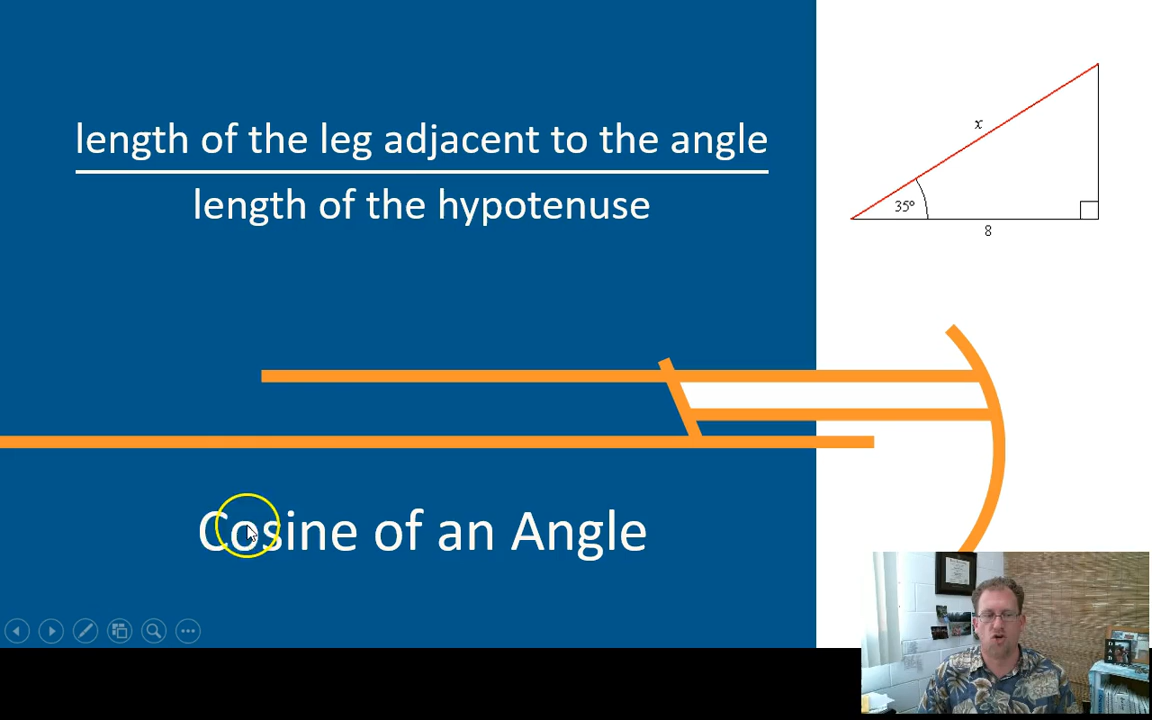 length of the leg adjacent to the angle
length of the hypotenuse
x
35°
8
Cosine of an Angle